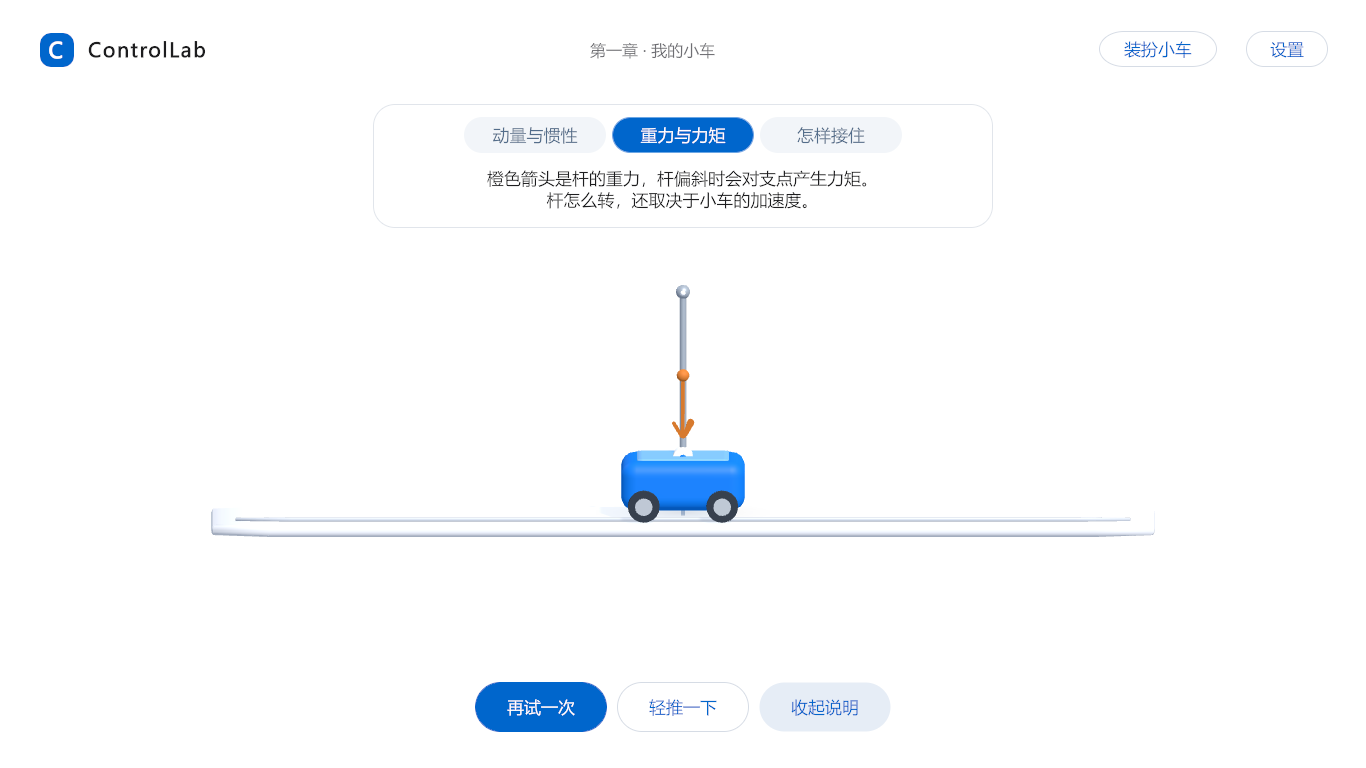 C ControlLab
第一章 · 我的小车
装扮小车
设置
动量与惯性
重力与力矩
怎样接住
橙色箭头是杆的重力，杆偏斜时会对支点产生力矩。
杆怎么转，还取决于小车的加速度。
再试一次
轻推一下
收起说明